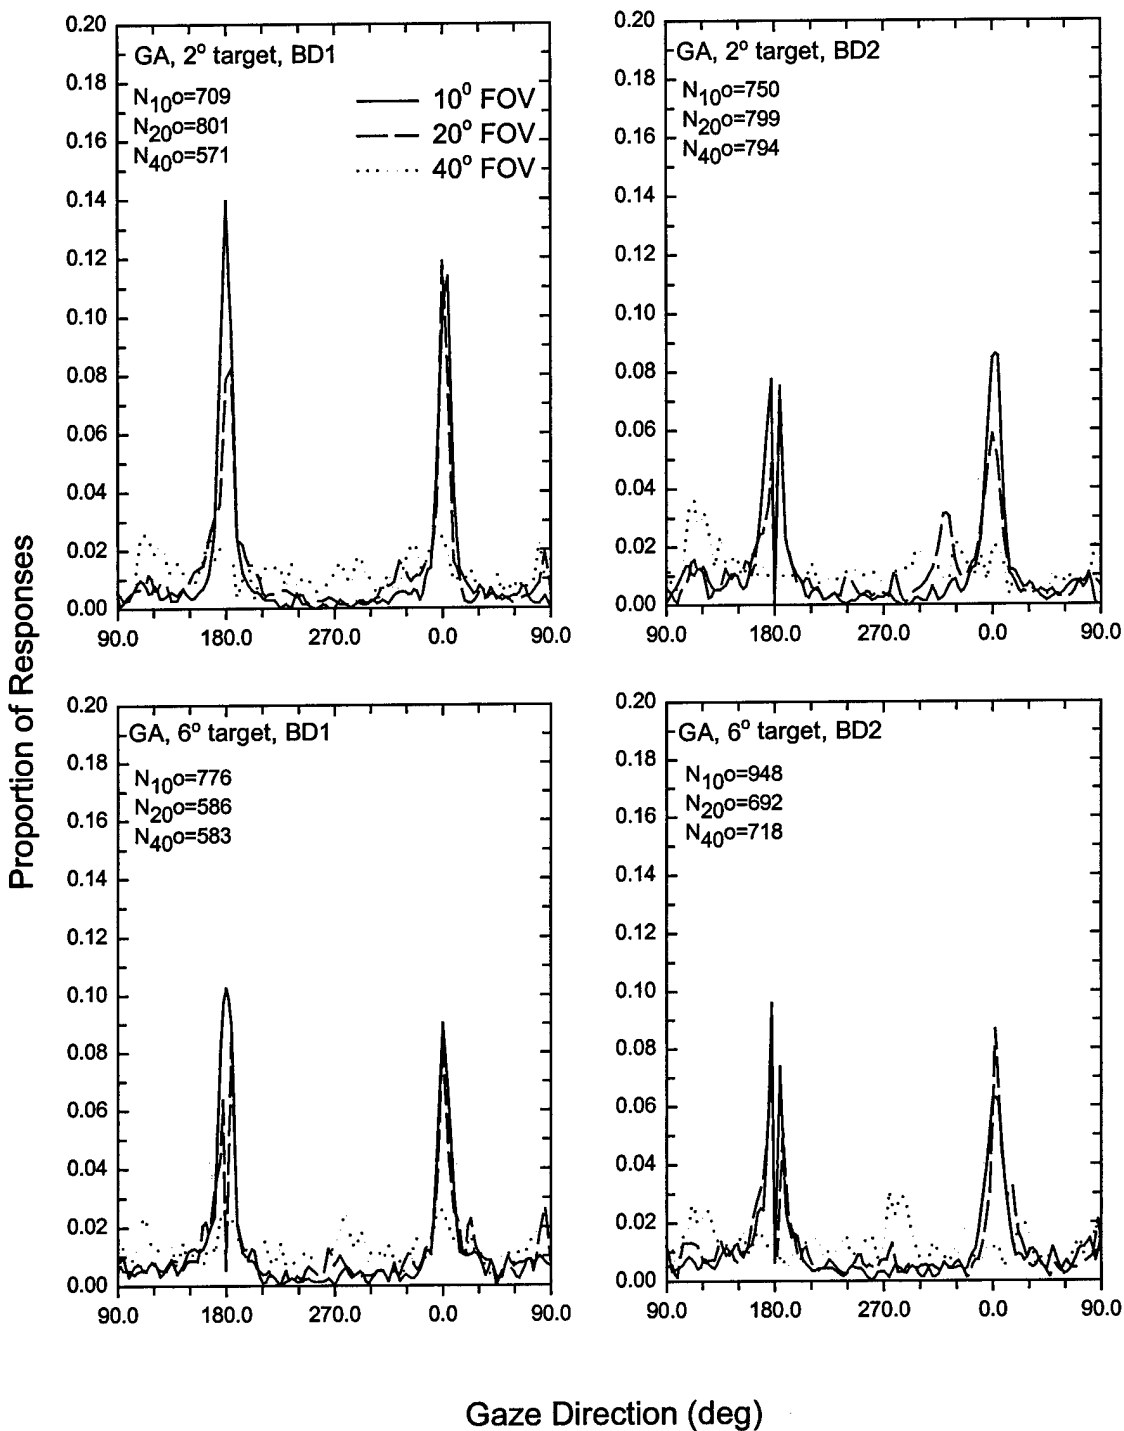 GA, 2° target, BD1
N10o=709
N20o=801
N40o=571
10° FOV
20° FOV
40° FOV
0.20
0.18
0.16
0.14
0.12
0.10
0.08
0.06
0.04
0.02
0.00
90.0 180.0 270.0 0.0 90.0
GA, 2° target, BD2
N10o=750
N20o=799
N40o=794
0.20
0.18
0.16
0.14
0.12
0.10
0.08
0.06
0.04
0.02
0.00
90.0 180.0 270.0 0.0 90.0
Proportion of Responses
GA, 6° target, BD1
N10o=776
N20o=586
N40o=583
0.20
0.18
0.16
0.14
0.12
0.10
0.08
0.06
0.04
0.02
0.00
90.0 180.0 270.0 0.0 90.0
GA, 6° target, BD2
N10o=948
N20o=692
N40o=718
0.20
0.18
0.16
0.14
0.12
0.10
0.08
0.06
0.04
0.02
0.00
90.0 180.0 270.0 0.0 90.0
Gaze Direction (deg)